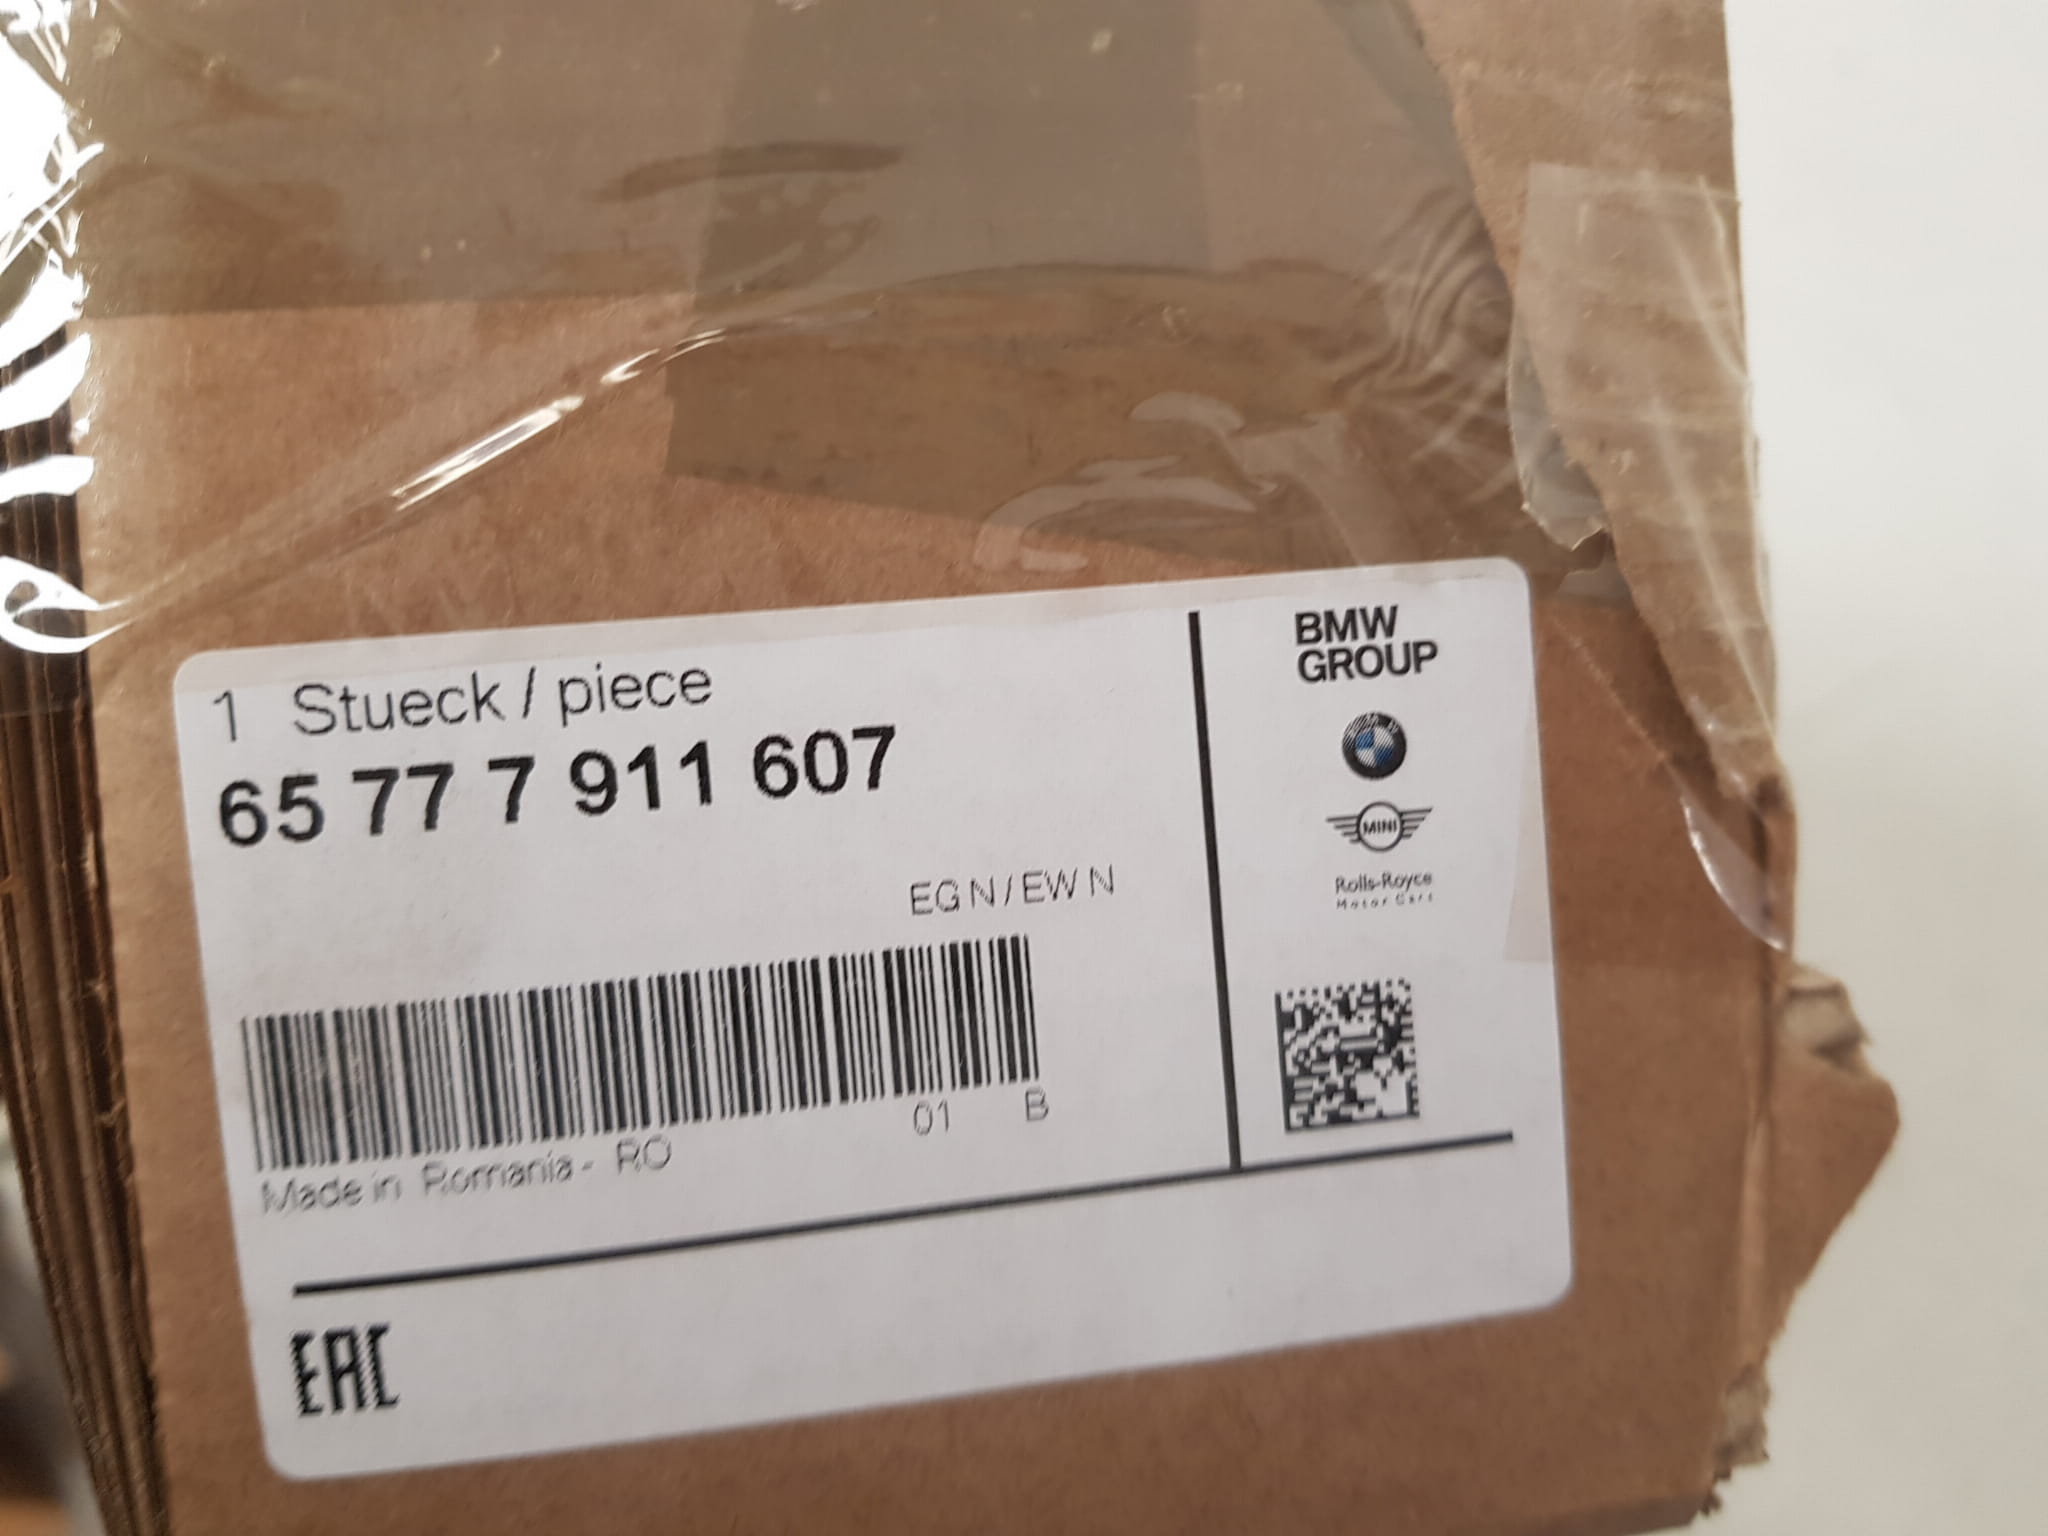 1 Stueck / piece
65 77 7 911 607
EG N / EW N
01 B
Made in Romania - RO
EAC
BMW
GROUP
MINI
Rolls-Royce
Motor Cars